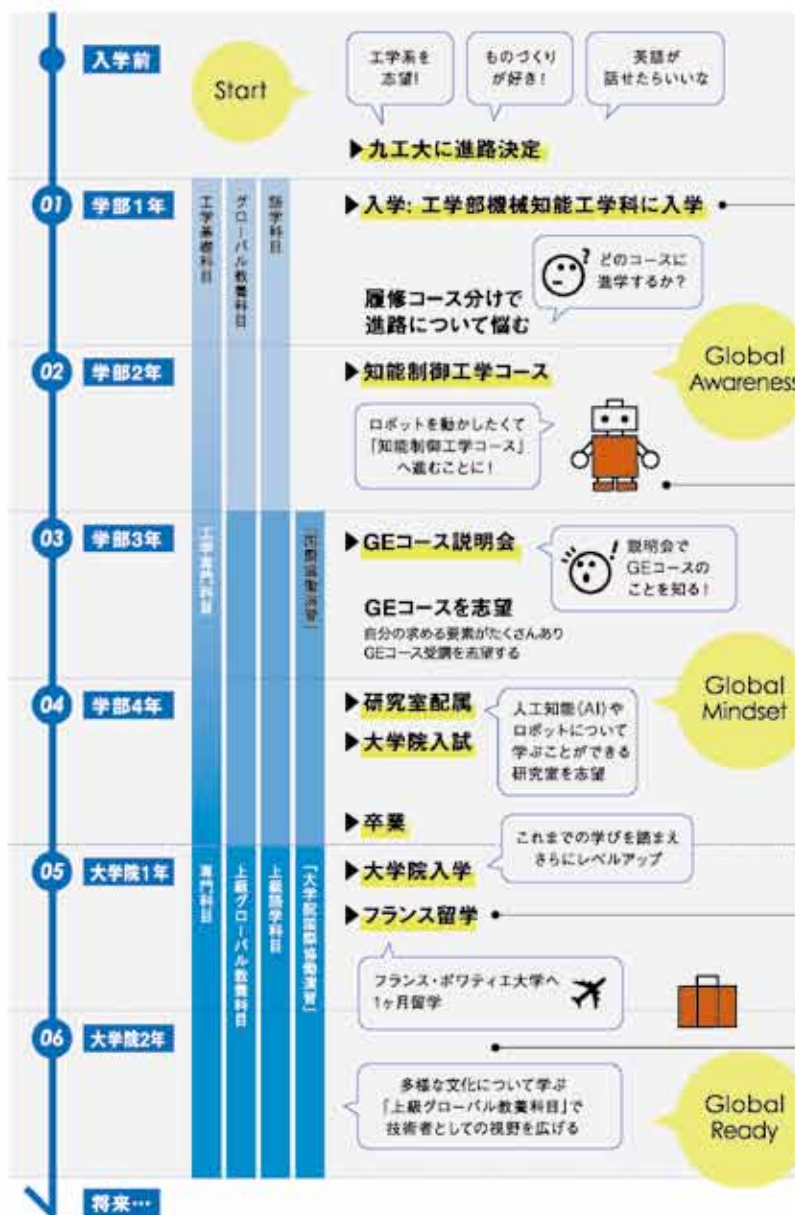 入学前
Start
工学系を
志望!
ものづくり
が好き!
英語が
話せたらいいな
▶九工大に進路決定
01
学部1年
工学基礎科目
グローバル教養科目
語学科目
▶入学: 工学部機械知能工学科に入学
?
どのコースに
進学するか?
履修コース分けで
進路について悩む
02
学部2年
▶知能制御工学コース
Global
Awareness
ロボットを動かしたくて
「知能制御工学コース」
へ進むことに!
03
学部3年
工学専門科目
「国際協働演習」
▶GEコース説明会
!
説明会で
GEコースの
ことを知る!
GEコースを志望
自分の求める要素がたくさんあり
GEコース受講を志望する
04
学部4年
▶研究室配属
▶大学院入試
人工知能(AI)や
ロボットについて
学ぶことができる
研究室を志望
Global
Mindset
▶卒業
05
大学院1年
専門科目
上級グローバル教養科目
上級語学科目
「大学院国際協働演習」
これまでの学びを踏まえ
さらにレベルアップ
▶大学院入学
▶フランス留学
フランス・ポワティエ大学へ
1ヶ月留学
06
大学院2年
多様な文化について学ぶ
「上級グローバル教養科目」で
技術者としての視野を広げる
Global
Ready
将来…